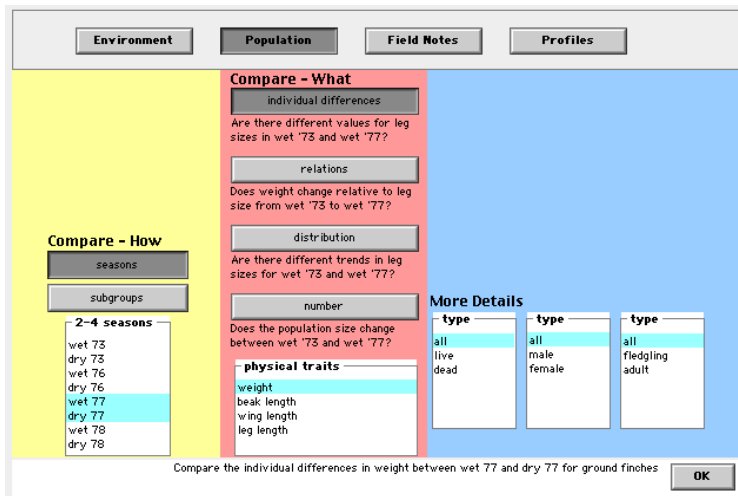 Environment
Population
Field Notes
Profiles
Compare - What
individual differences
Are there different values for leg
sizes in wet '73 and wet '77?
relations
Does weight change relative to leg
size from wet '73 to wet '77?
distribution
Are there different trends in leg
sizes for wet '73 and wet '77?
number
Does the population size change
between wet '73 and wet '77?
physical traits
weight
beak length
wing length
leg length
Compare - How
seasons
subgroups
2-4 seasons
wet 73
dry 73
wet 76
dry 76
wet 77
dry 77
wet 78
dry 78
More Details
type
all
live
dead
type
all
male
female
type
all
fledgling
adult
Compare the individual differences in weight between wet 77 and dry 77 for ground finches
OK